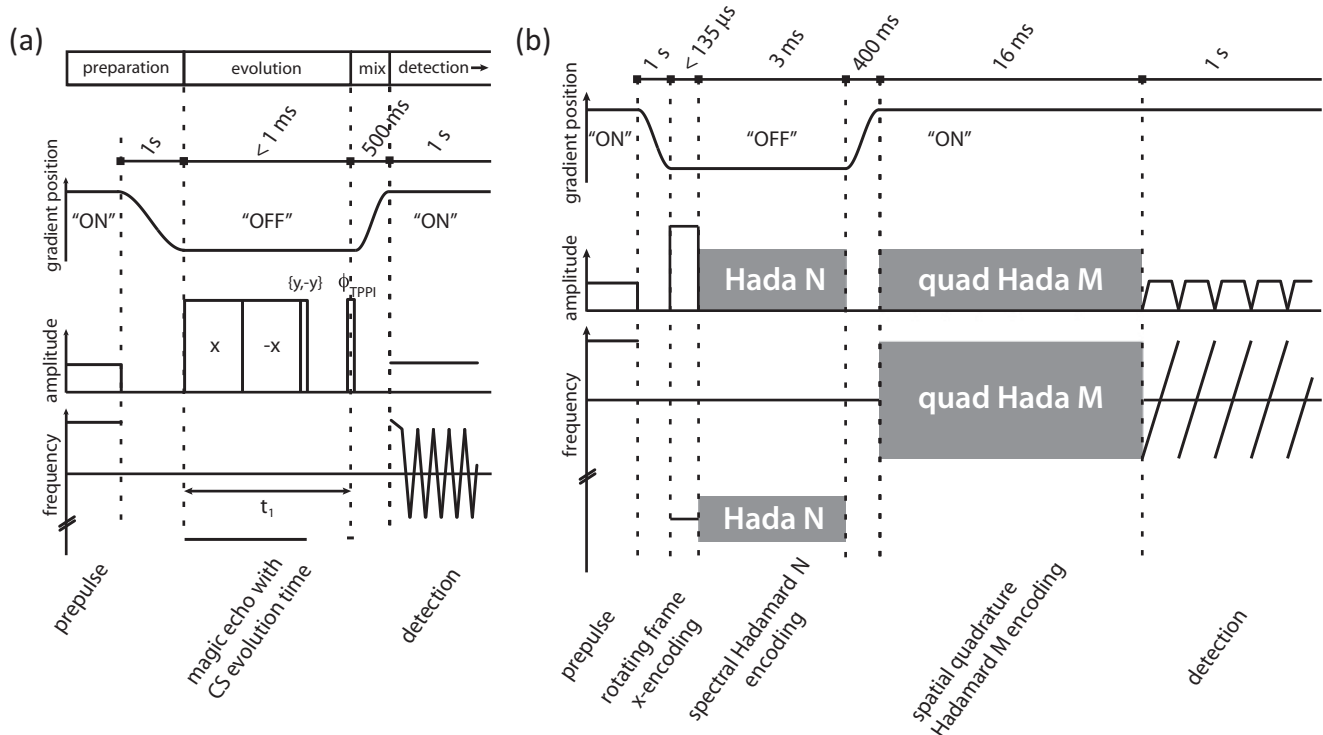 (a)
preparation evolution mix detection
1s < 1 ms 500 ms 1 s
gradient position
"ON" "OFF" "ON"
{y,-y} ϕTPPI
amplitude
x -x
frequency
t1
prepulse
magic echo with
CS evolution time
detection
(b)
1 s < 135 µs 3 ms 400 ms 16 ms 1 s
gradient position
"ON" "OFF" "ON"
amplitude
Hada N quad Hada M
frequency
quad Hada M
Hada N
prepulse
rotating frame
x-encoding
spectral Hadamard N
encoding
spatial quadrature
Hadamard M encoding
detection